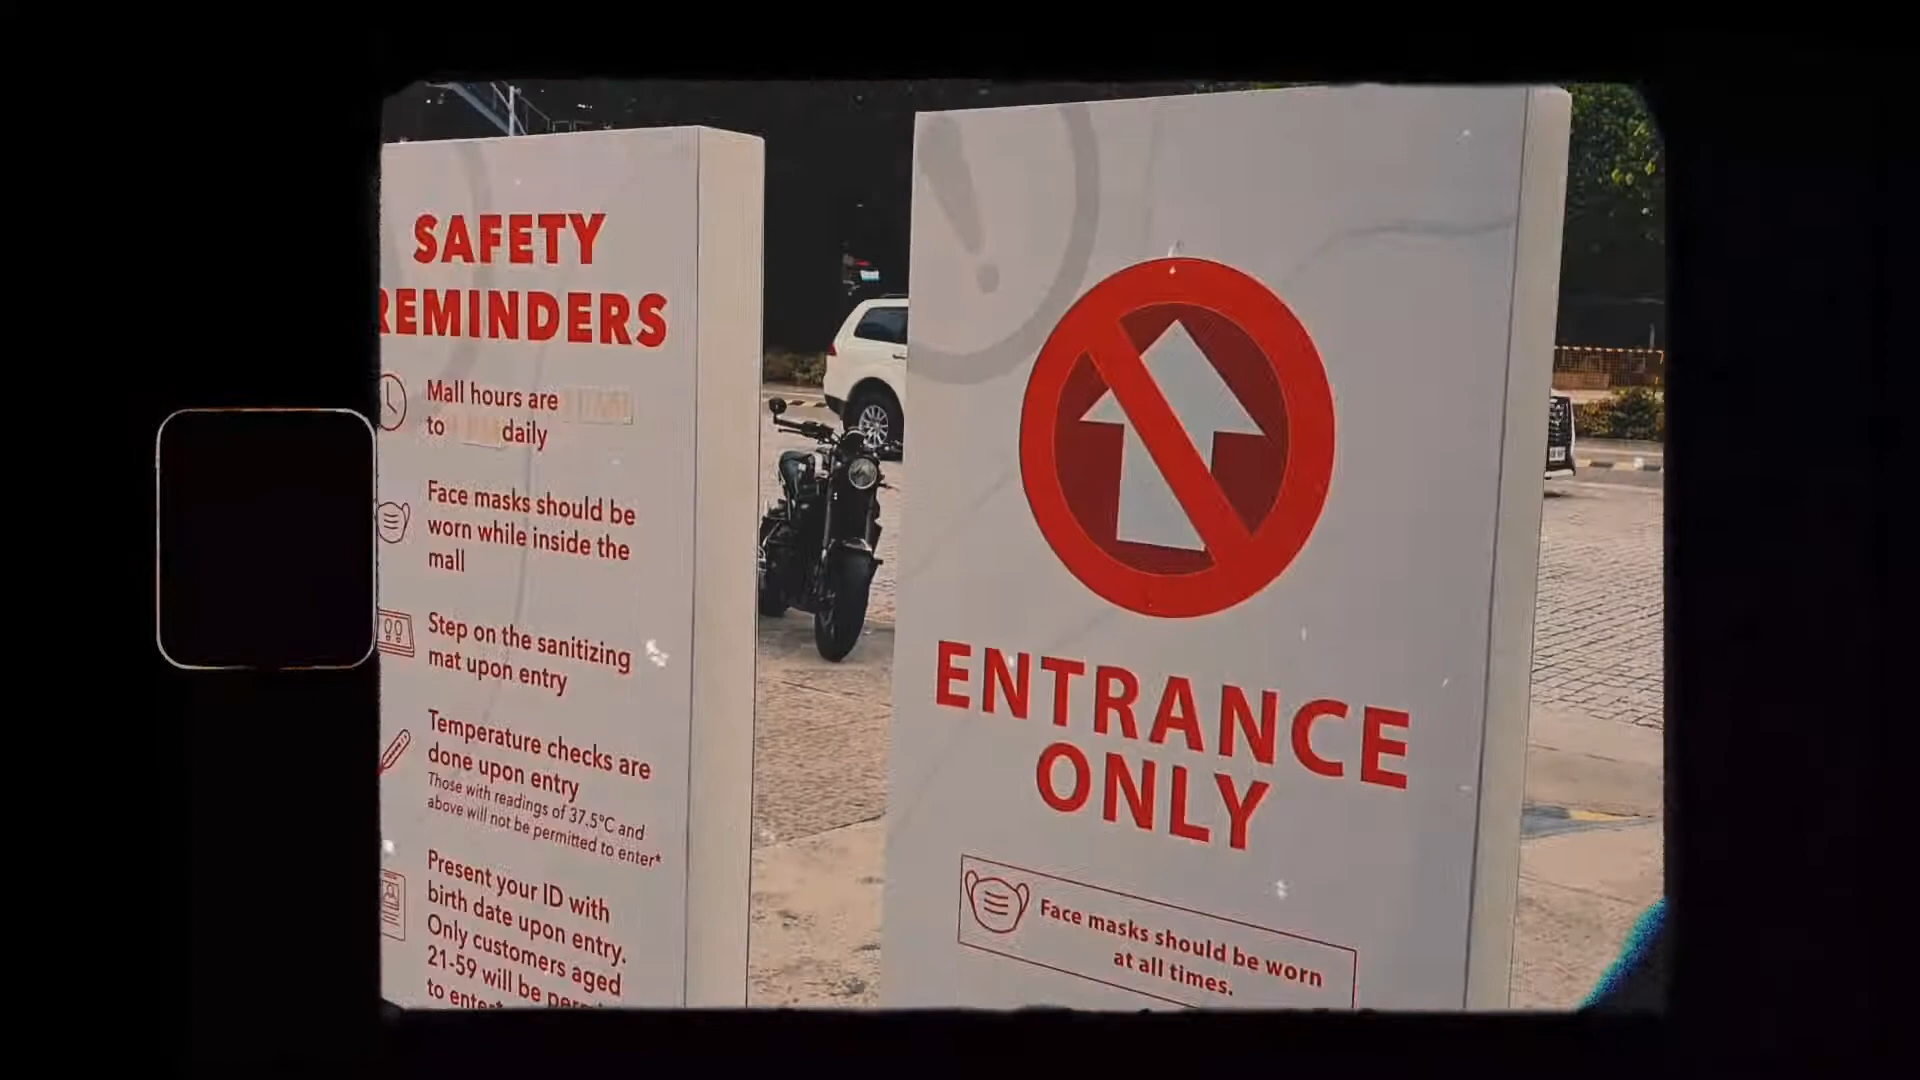 SAFETY
REMINDERS
Mall hours are
to daily
Face masks should be
worn while inside the
mall
Step on the sanitizing
mat upon entry
Temperature checks are
done upon entry
Those with readings of 37.5°C and
above will not be permitted to enter*
Present your ID with
birth date upon entry.
Only customers aged
21-59 will be
to enter*
ENTRANCE
ONLY
Face masks should be worn
at all times.